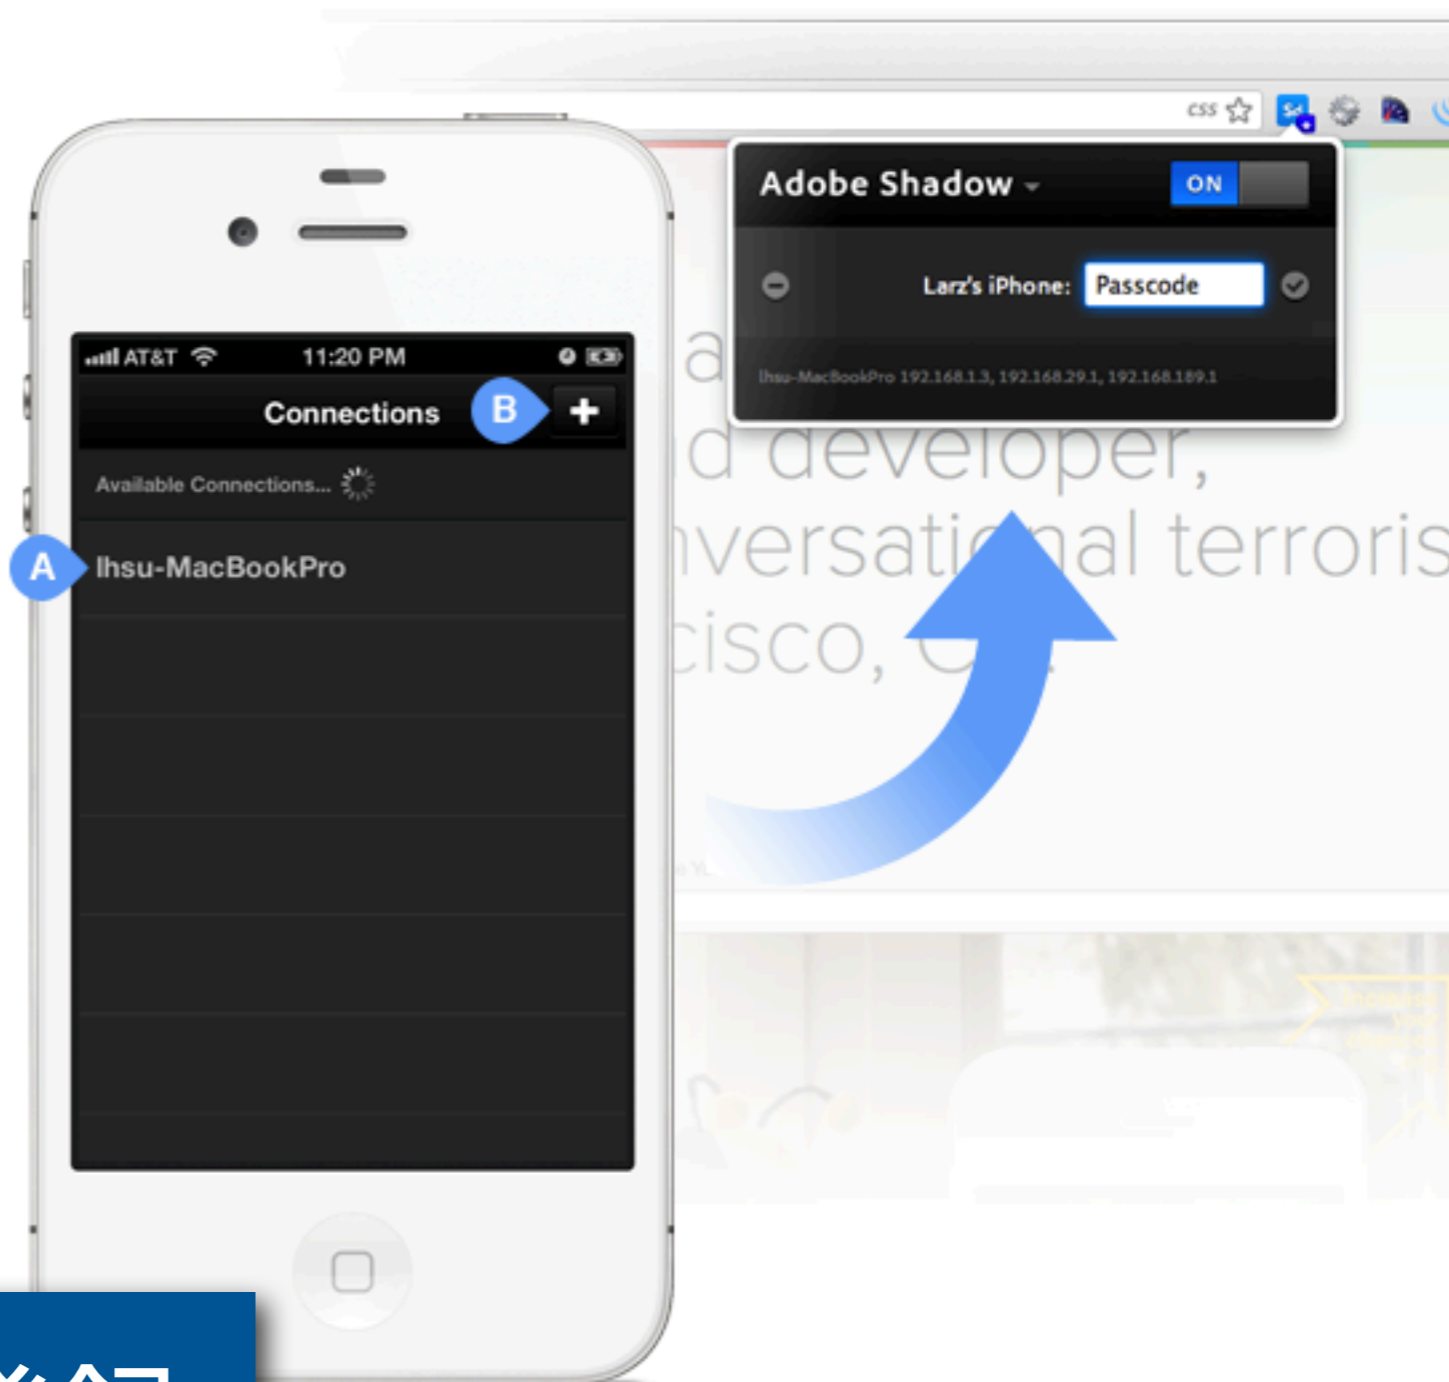 css
Sd
Adobe Shadow
ON
Larz's iPhone:
Passcode
lhsu-MacBookPro 192.168.1.3, 192.168.29.1, 192.168.189.1
AT&T
11:20 PM
Connections
B
+
Available Connections...
A
lhsu-MacBookPro
a
d developer,
nversational terroris
cisco,